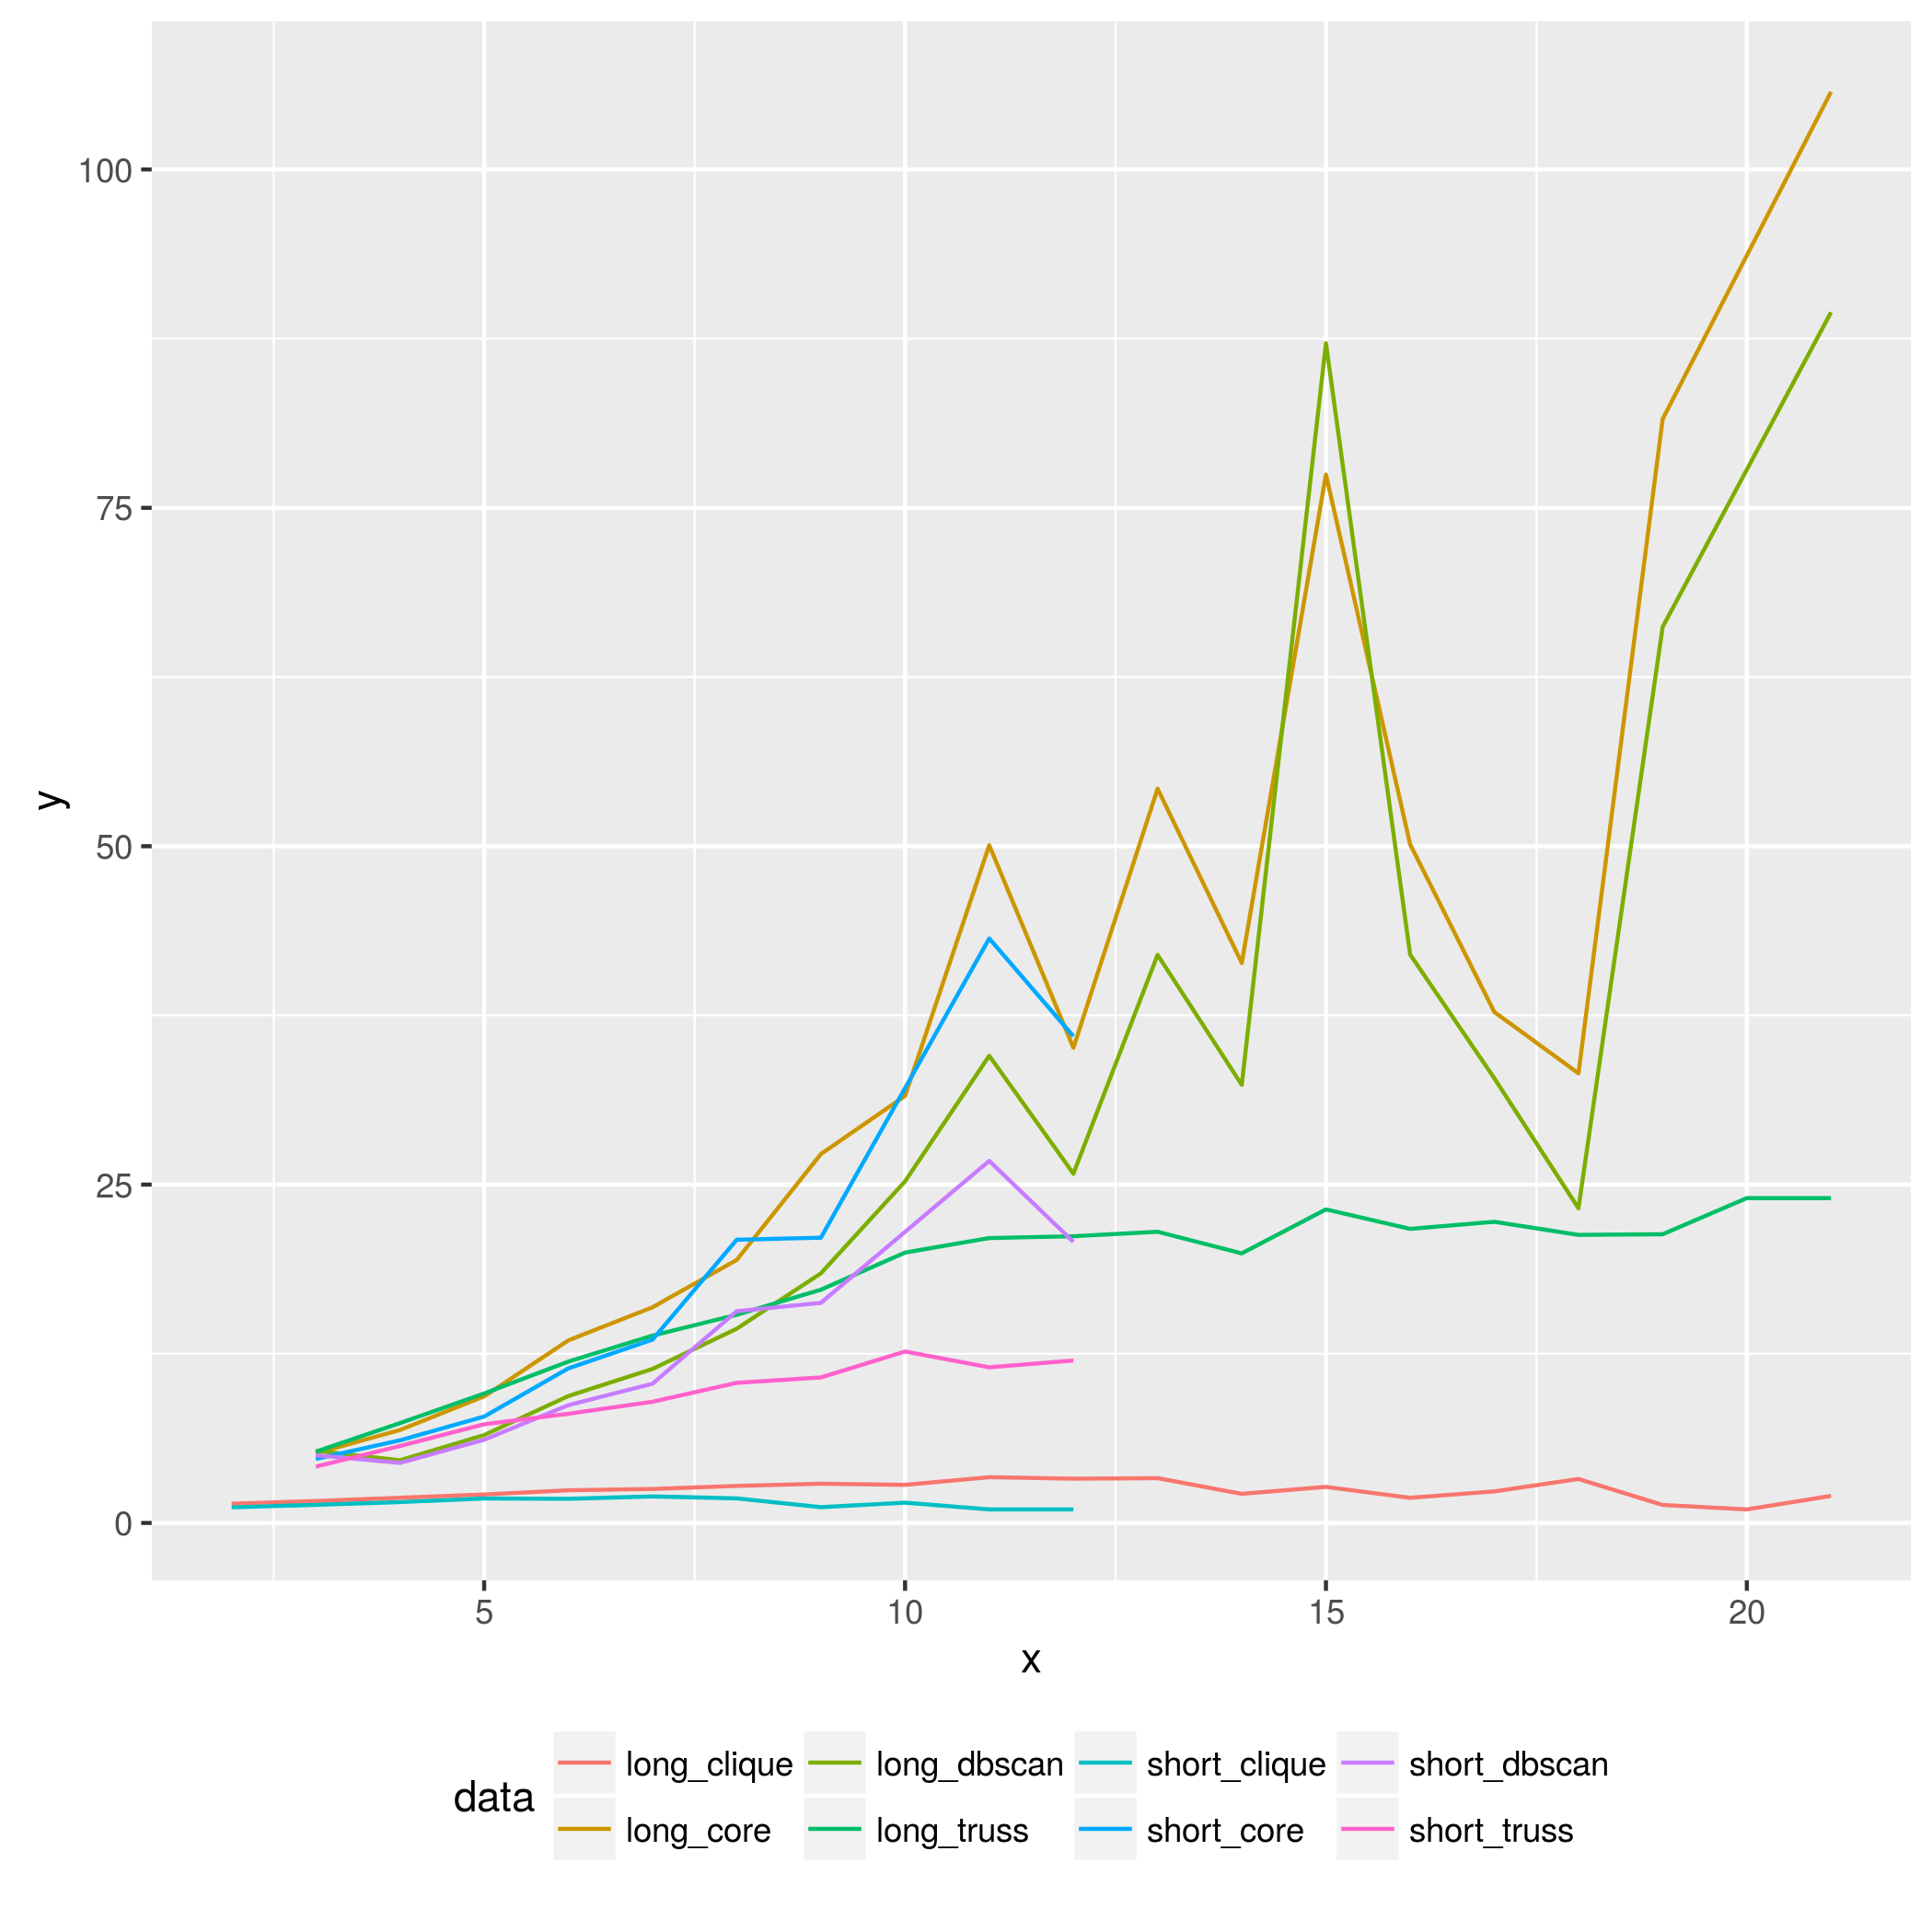 100
75
50
25
0
y
5 10 15 20
x
data
long_clique long_dbscan short_clique short_dbscan
long_core long_truss short_core short_truss